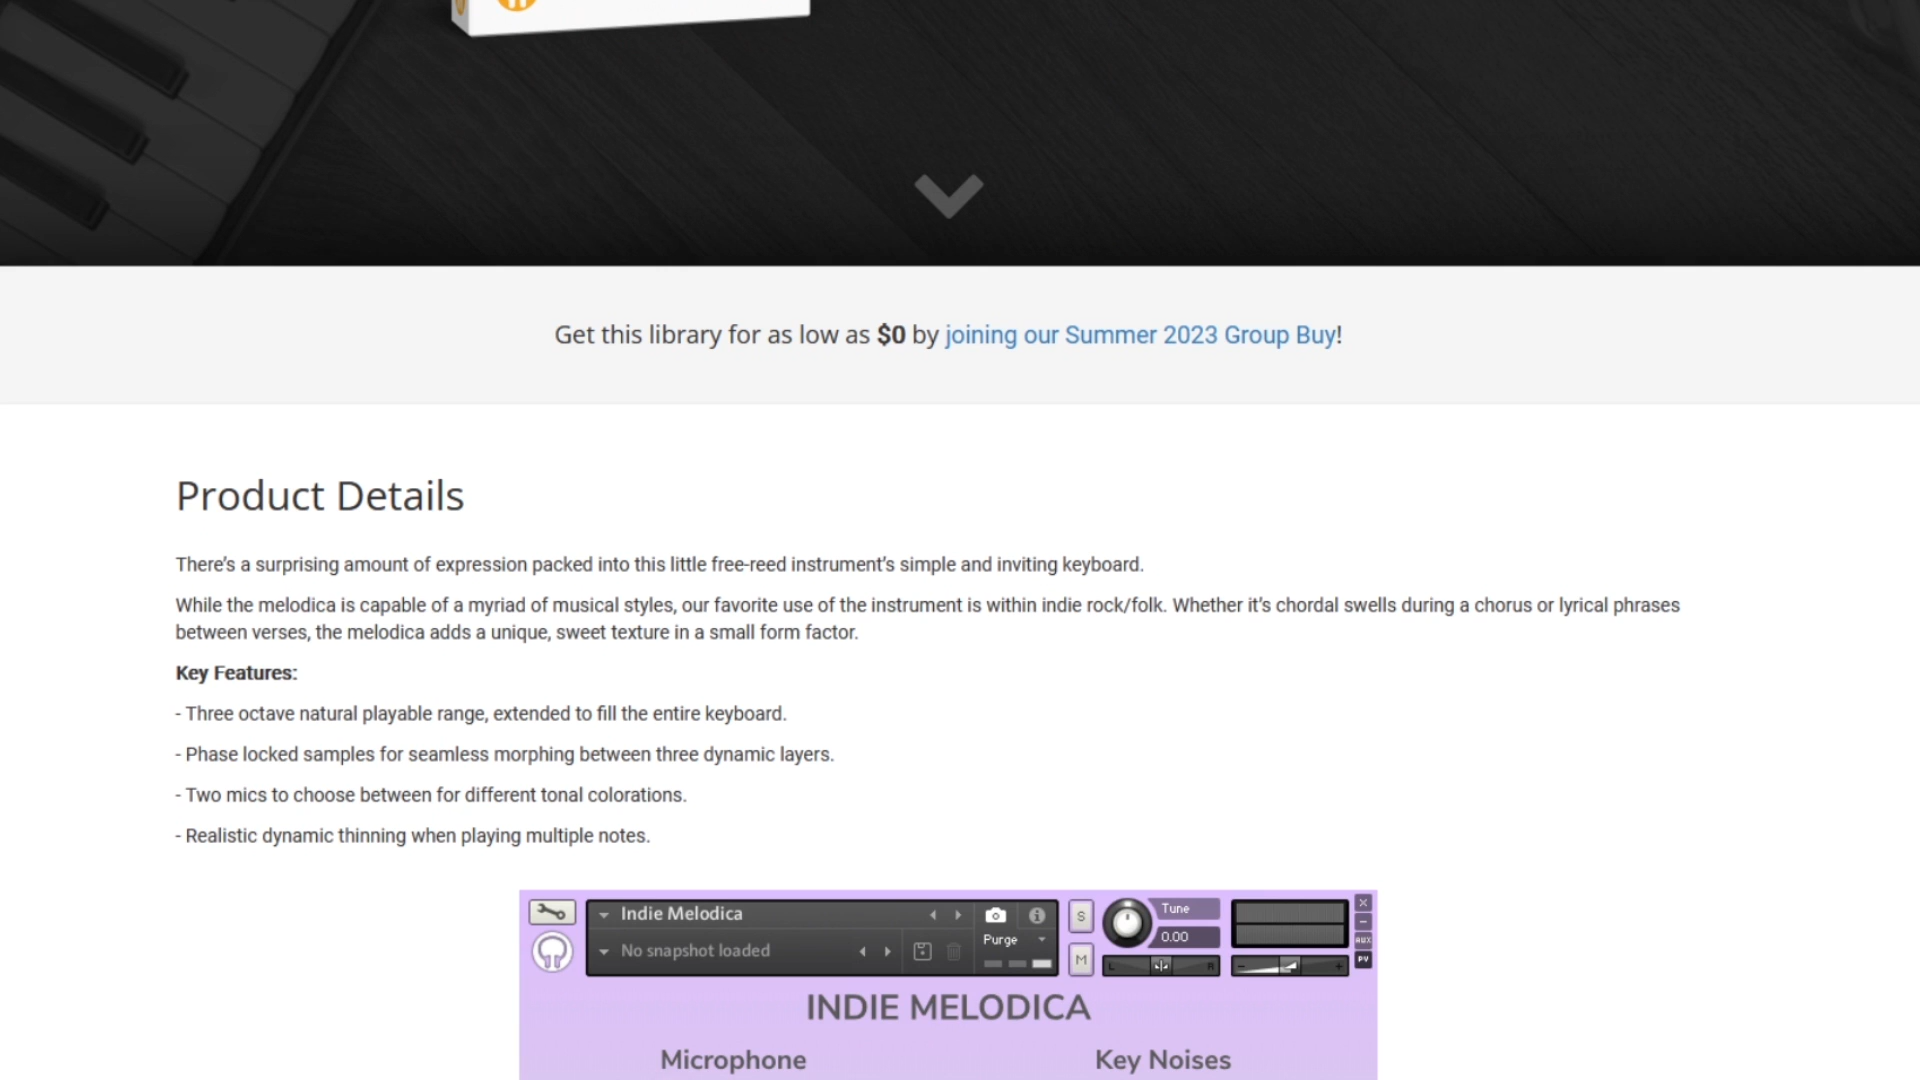 Get this library for as low as $0 by joining our Summer 2023 Group Buy!
Product Details
There's a surprising amount of expression packed into this little free-reed instrument's simple and inviting keyboard.
While the melodica is capable of a myriad of musical styles, our favorite use of the instrument is within indie rock/folk. Whether it's chordal swells during a chorus or lyrical phrases
between verses, the melodica adds a unique, sweet texture in a small form factor.
Key Features:
- Three octave natural playable range, extended to fill the entire keyboard.
- Phase locked samples for seamless morphing between three dynamic layers.
- Two mics to choose between for different tonal colorations.
- Realistic dynamic thinning when playing multiple notes.
Indie Melodica
S
Tune
x
No snapshot loaded
Purge
M
0.00
AUX
PV
L
R
INDIE MELODICA
Microphone
Key Noises